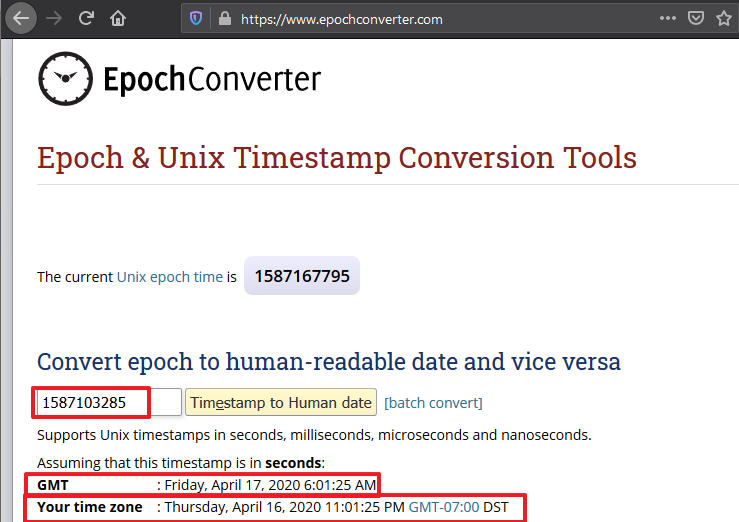 https://www.epochconverter.com
EpochConverter
Epoch & Unix Timestamp Conversion Tools
The current Unix epoch time is 1587167795
Convert epoch to human-readable date and vice versa
1587103285 Timestamp to Human date [batch convert]
Supports Unix timestamps in seconds, milliseconds, microseconds and nanoseconds.
Assuming that this timestamp is in seconds:
GMT : Friday, April 17, 2020 6:01:25 AM
Your time zone : Thursday, April 16, 2020 11:01:25 PM GMT-07:00 DST